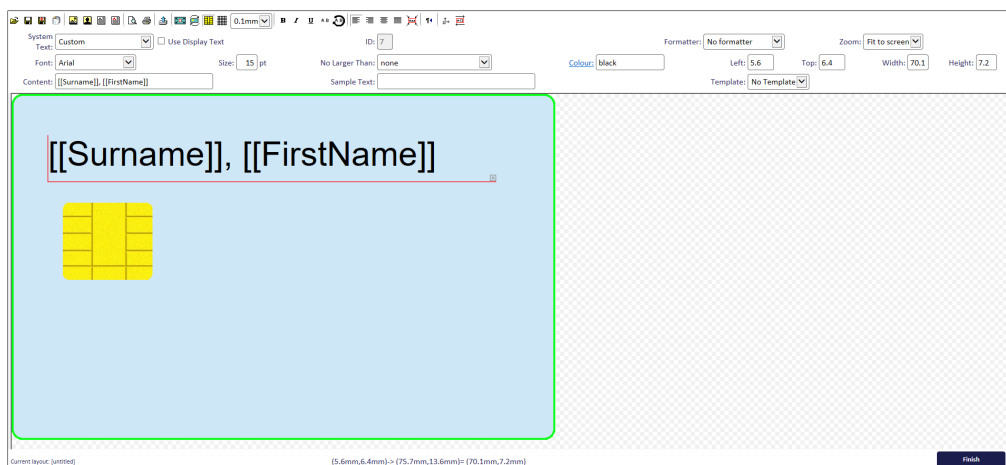 0.1mm B I U
System Text: Custom Use Display Text ID: 7 Formatter: No formatter Zoom: Fit to screen
Font: Arial Size: 15 pt No Larger Than: none Colour: black Left: 5.6 Top: 6.4 Width: 70.1 Height: 7.2
Content: [[Surname]], [[FirstName]] Sample Text: Template: No Template
[[Surname]], [[FirstName]]
Current layout: [untitled] (5.6mm,6.4mm)-> (75.7mm,13.6mm)= (70.1mm,7.2mm) Finish